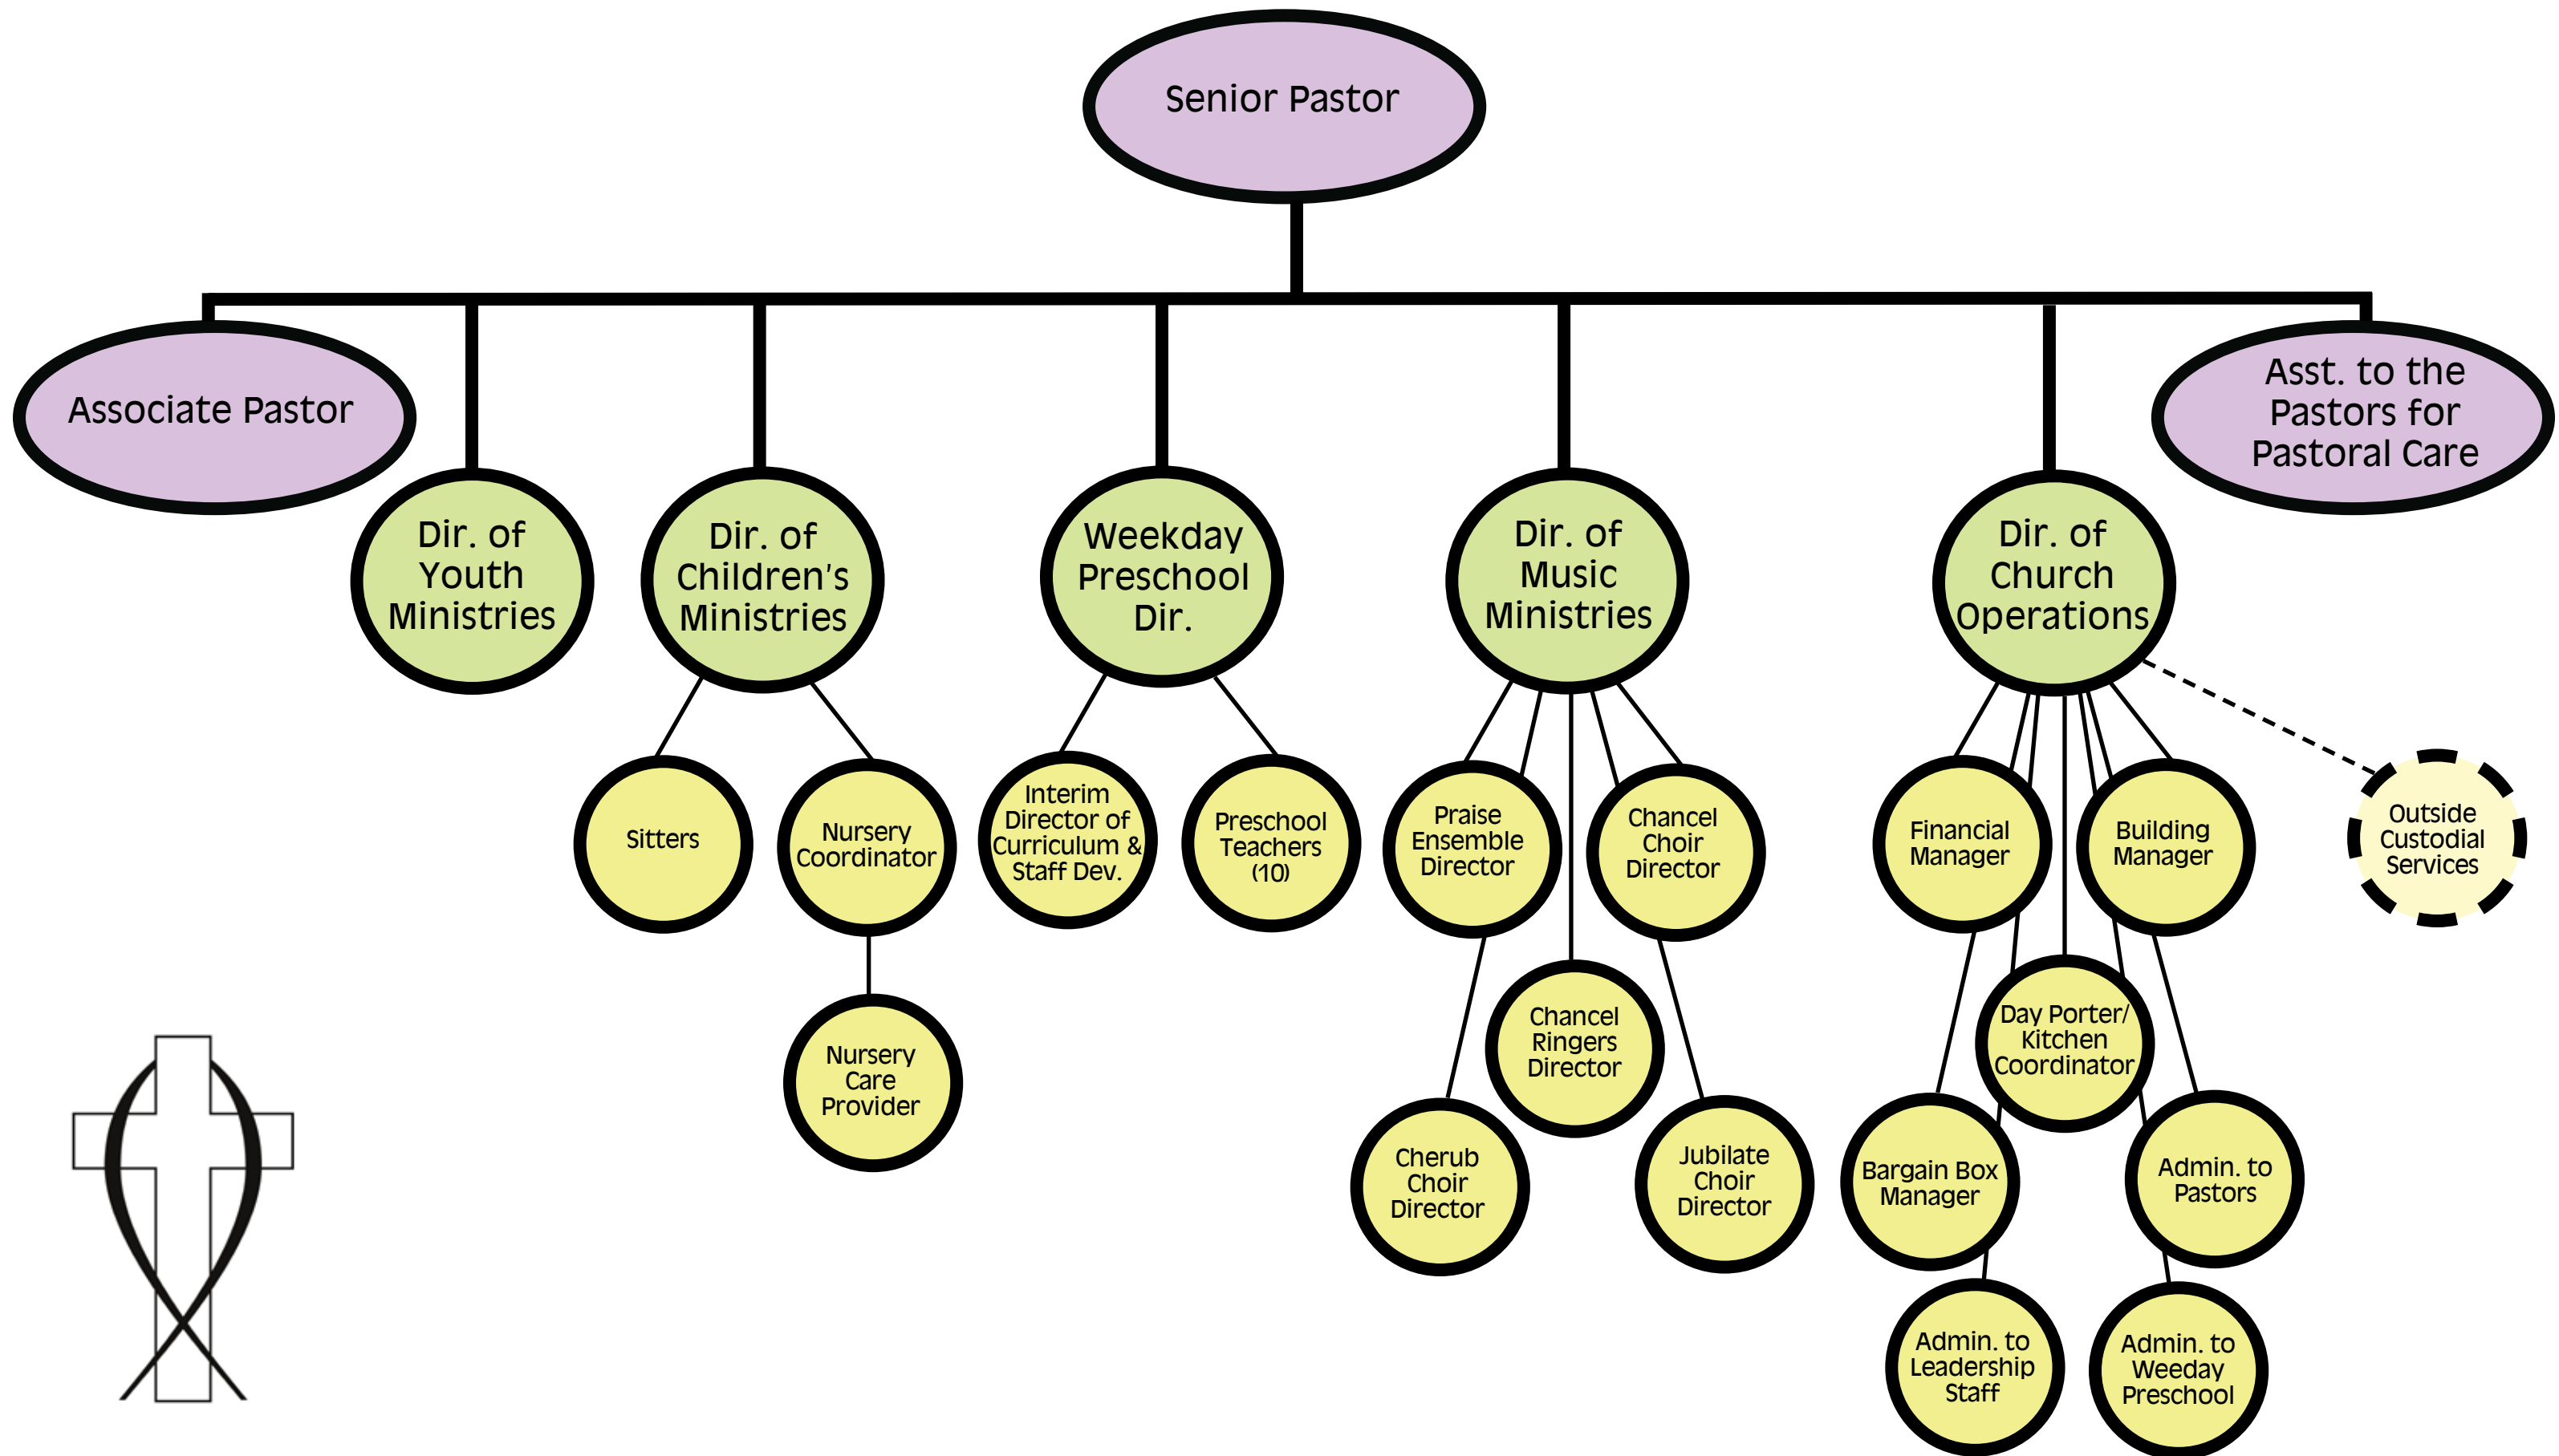 Senior Pastor
Associate Pastor
Asst. to the
Pastors for
Pastoral Care
Dir. of
Youth
Ministries
Dir. of
Children's
Ministries
Weekday
Preschool
Dir.
Dir. of
Music
Ministries
Dir. of
Church
Operations
Sitters
Nursery
Coordinator
Interim
Director of
Curriculum &
Staff Dev.
Preschool
Teachers
(10)
Praise
Ensemble
Director
Chancel
Choir
Director
Financial
Manager
Building
Manager
Outside
Custodial
Services
Nursery
Care
Provider
Chancel
Ringers
Director
Day Porter/
Kitchen
Coordinator
Cherub
Choir
Director
Jubilate
Choir
Director
Bargain Box
Manager
Admin. to
Pastors
Admin. to
Leadership
Staff
Admin. to
Weeday
Preschool